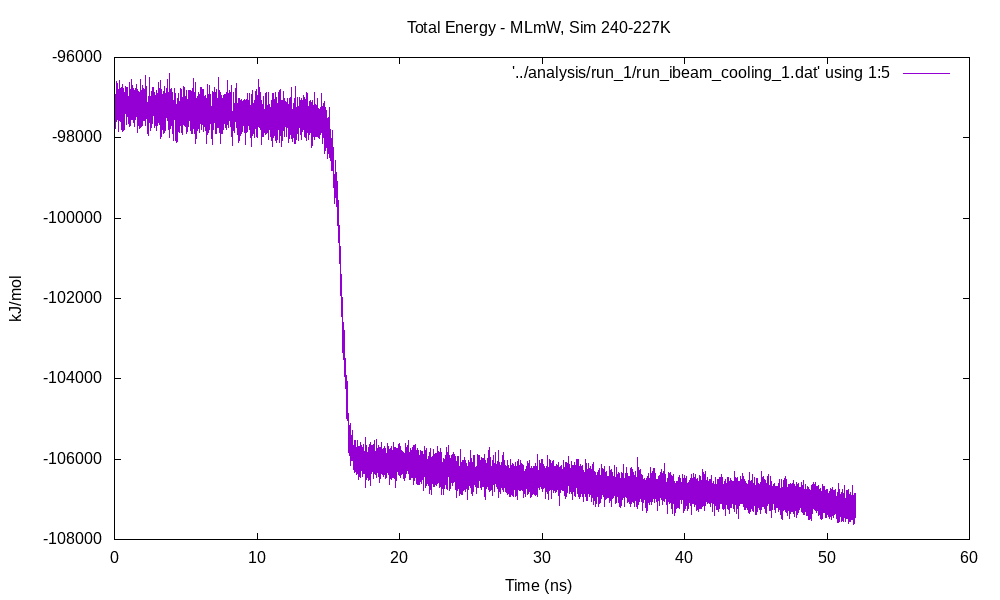 Total Energy - MLmW, Sim 240-227K
'../analysis/run_1/run_ibeam_cooling_1.dat' using 1:5
-96000
-98000
-100000
-102000
-104000
-106000
-108000
kJ/mol
0 10 20 30 40 50 60
Time (ns)